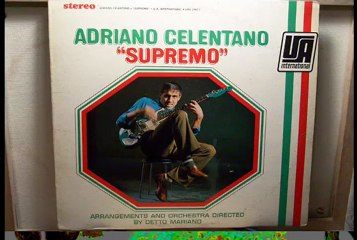 stereo
ADRIANO CELENTANO
"SUPREMO"
UA
international
ARRANGEMENTS AND ORCHESTRA DIRECTED
BY DETTO MARIANO